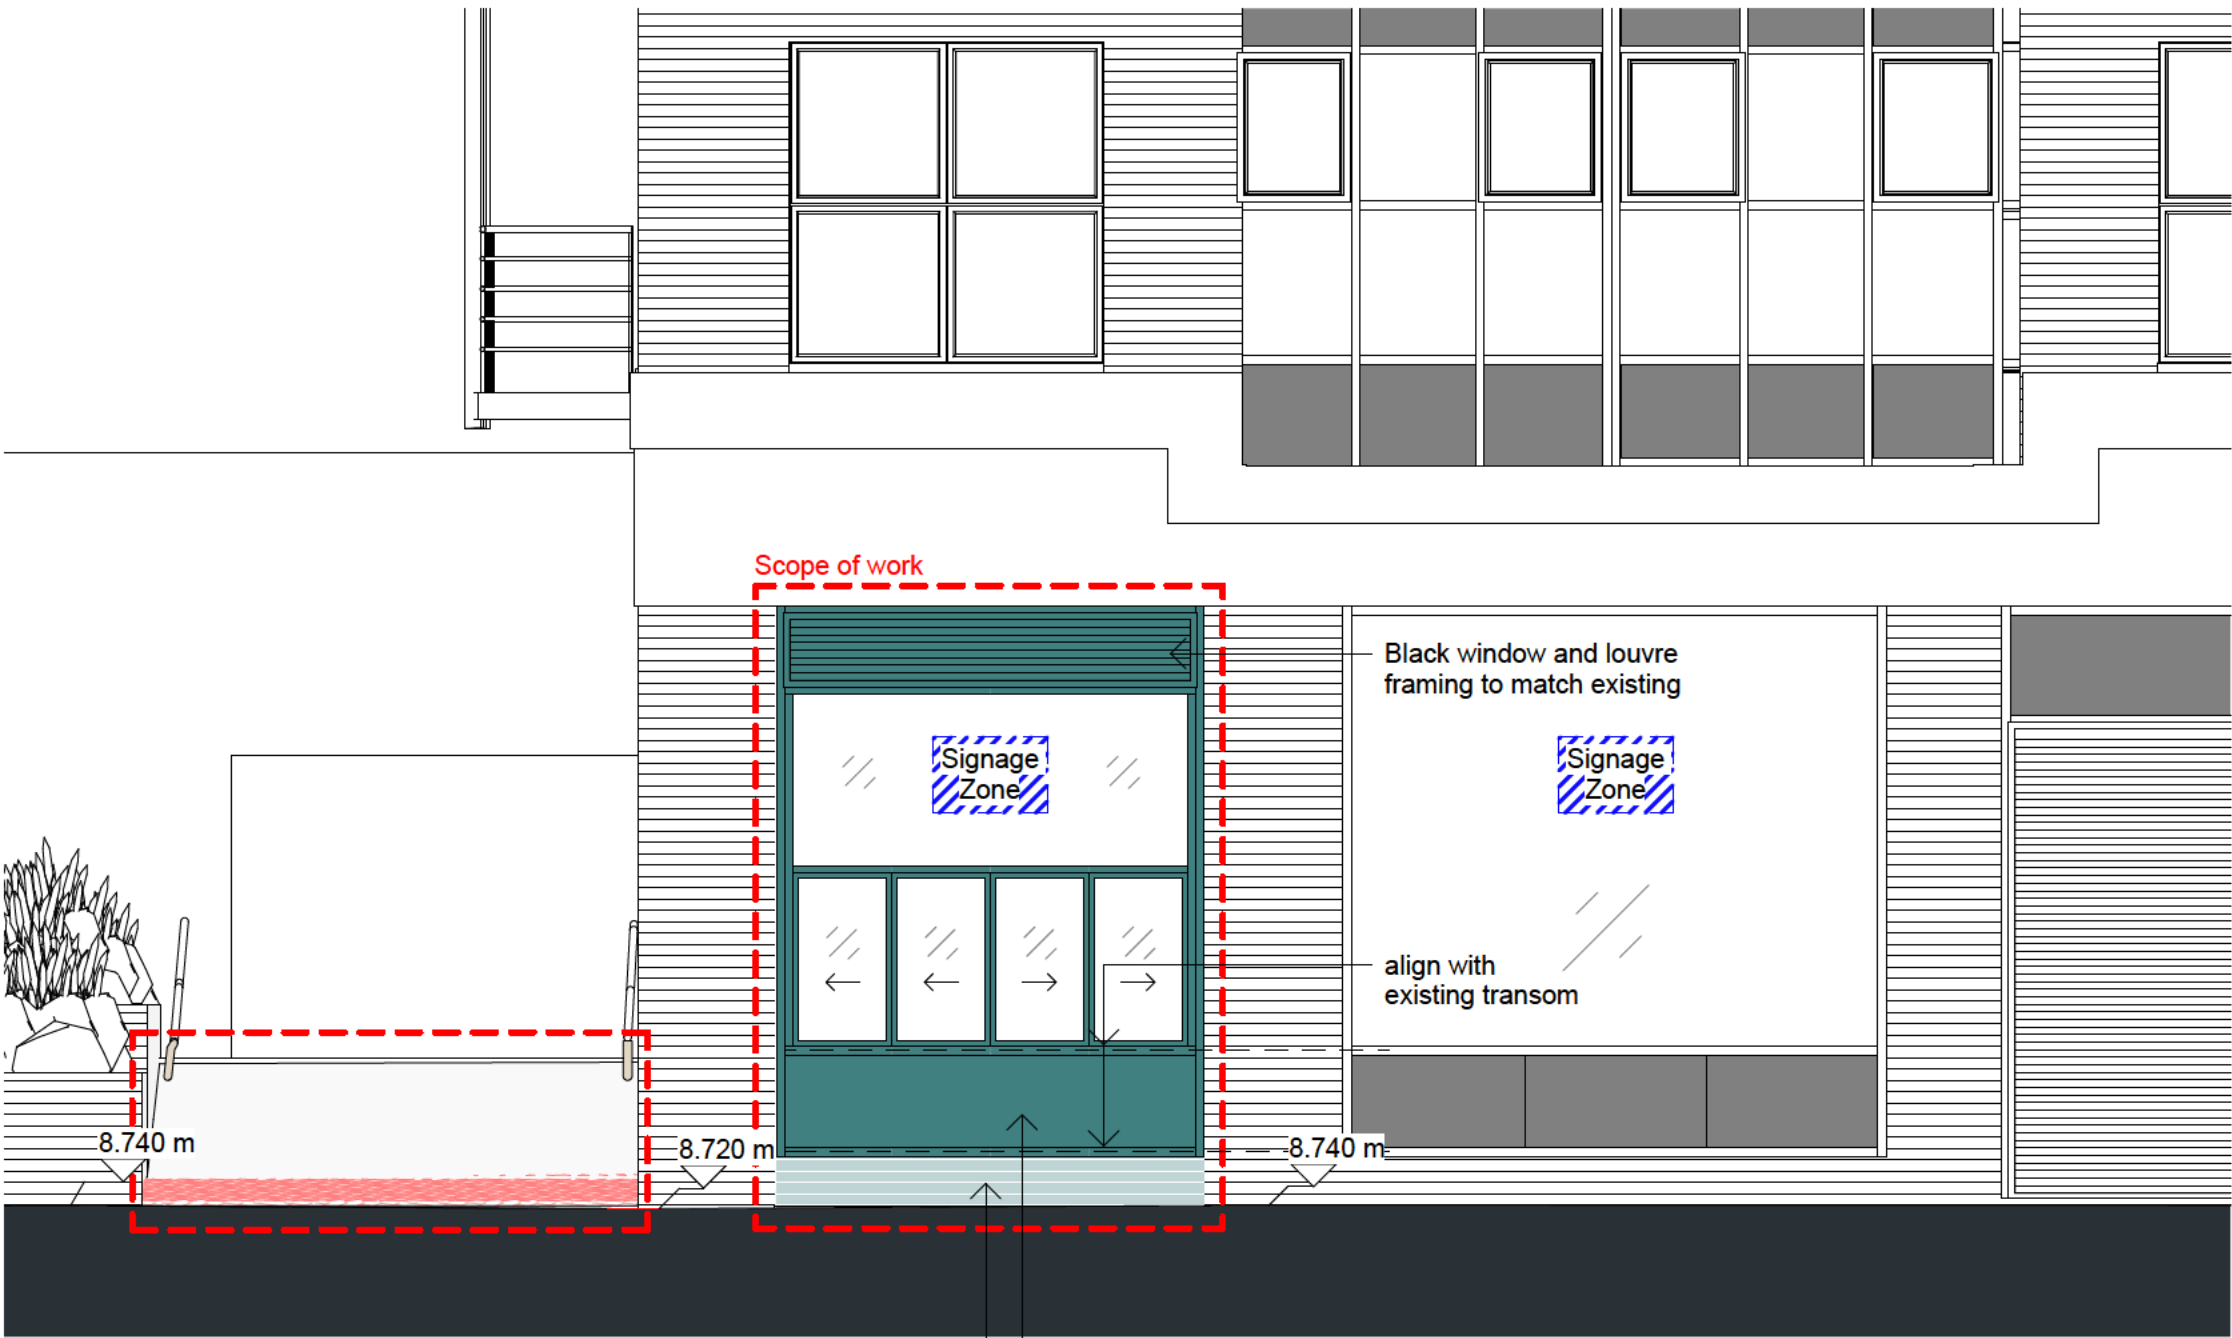 Scope of work
Black window and louvre
framing to match existing
Signage
Zone
Signage
Zone
align with
existing transom
8.740 m
8.720 m
8.740 m